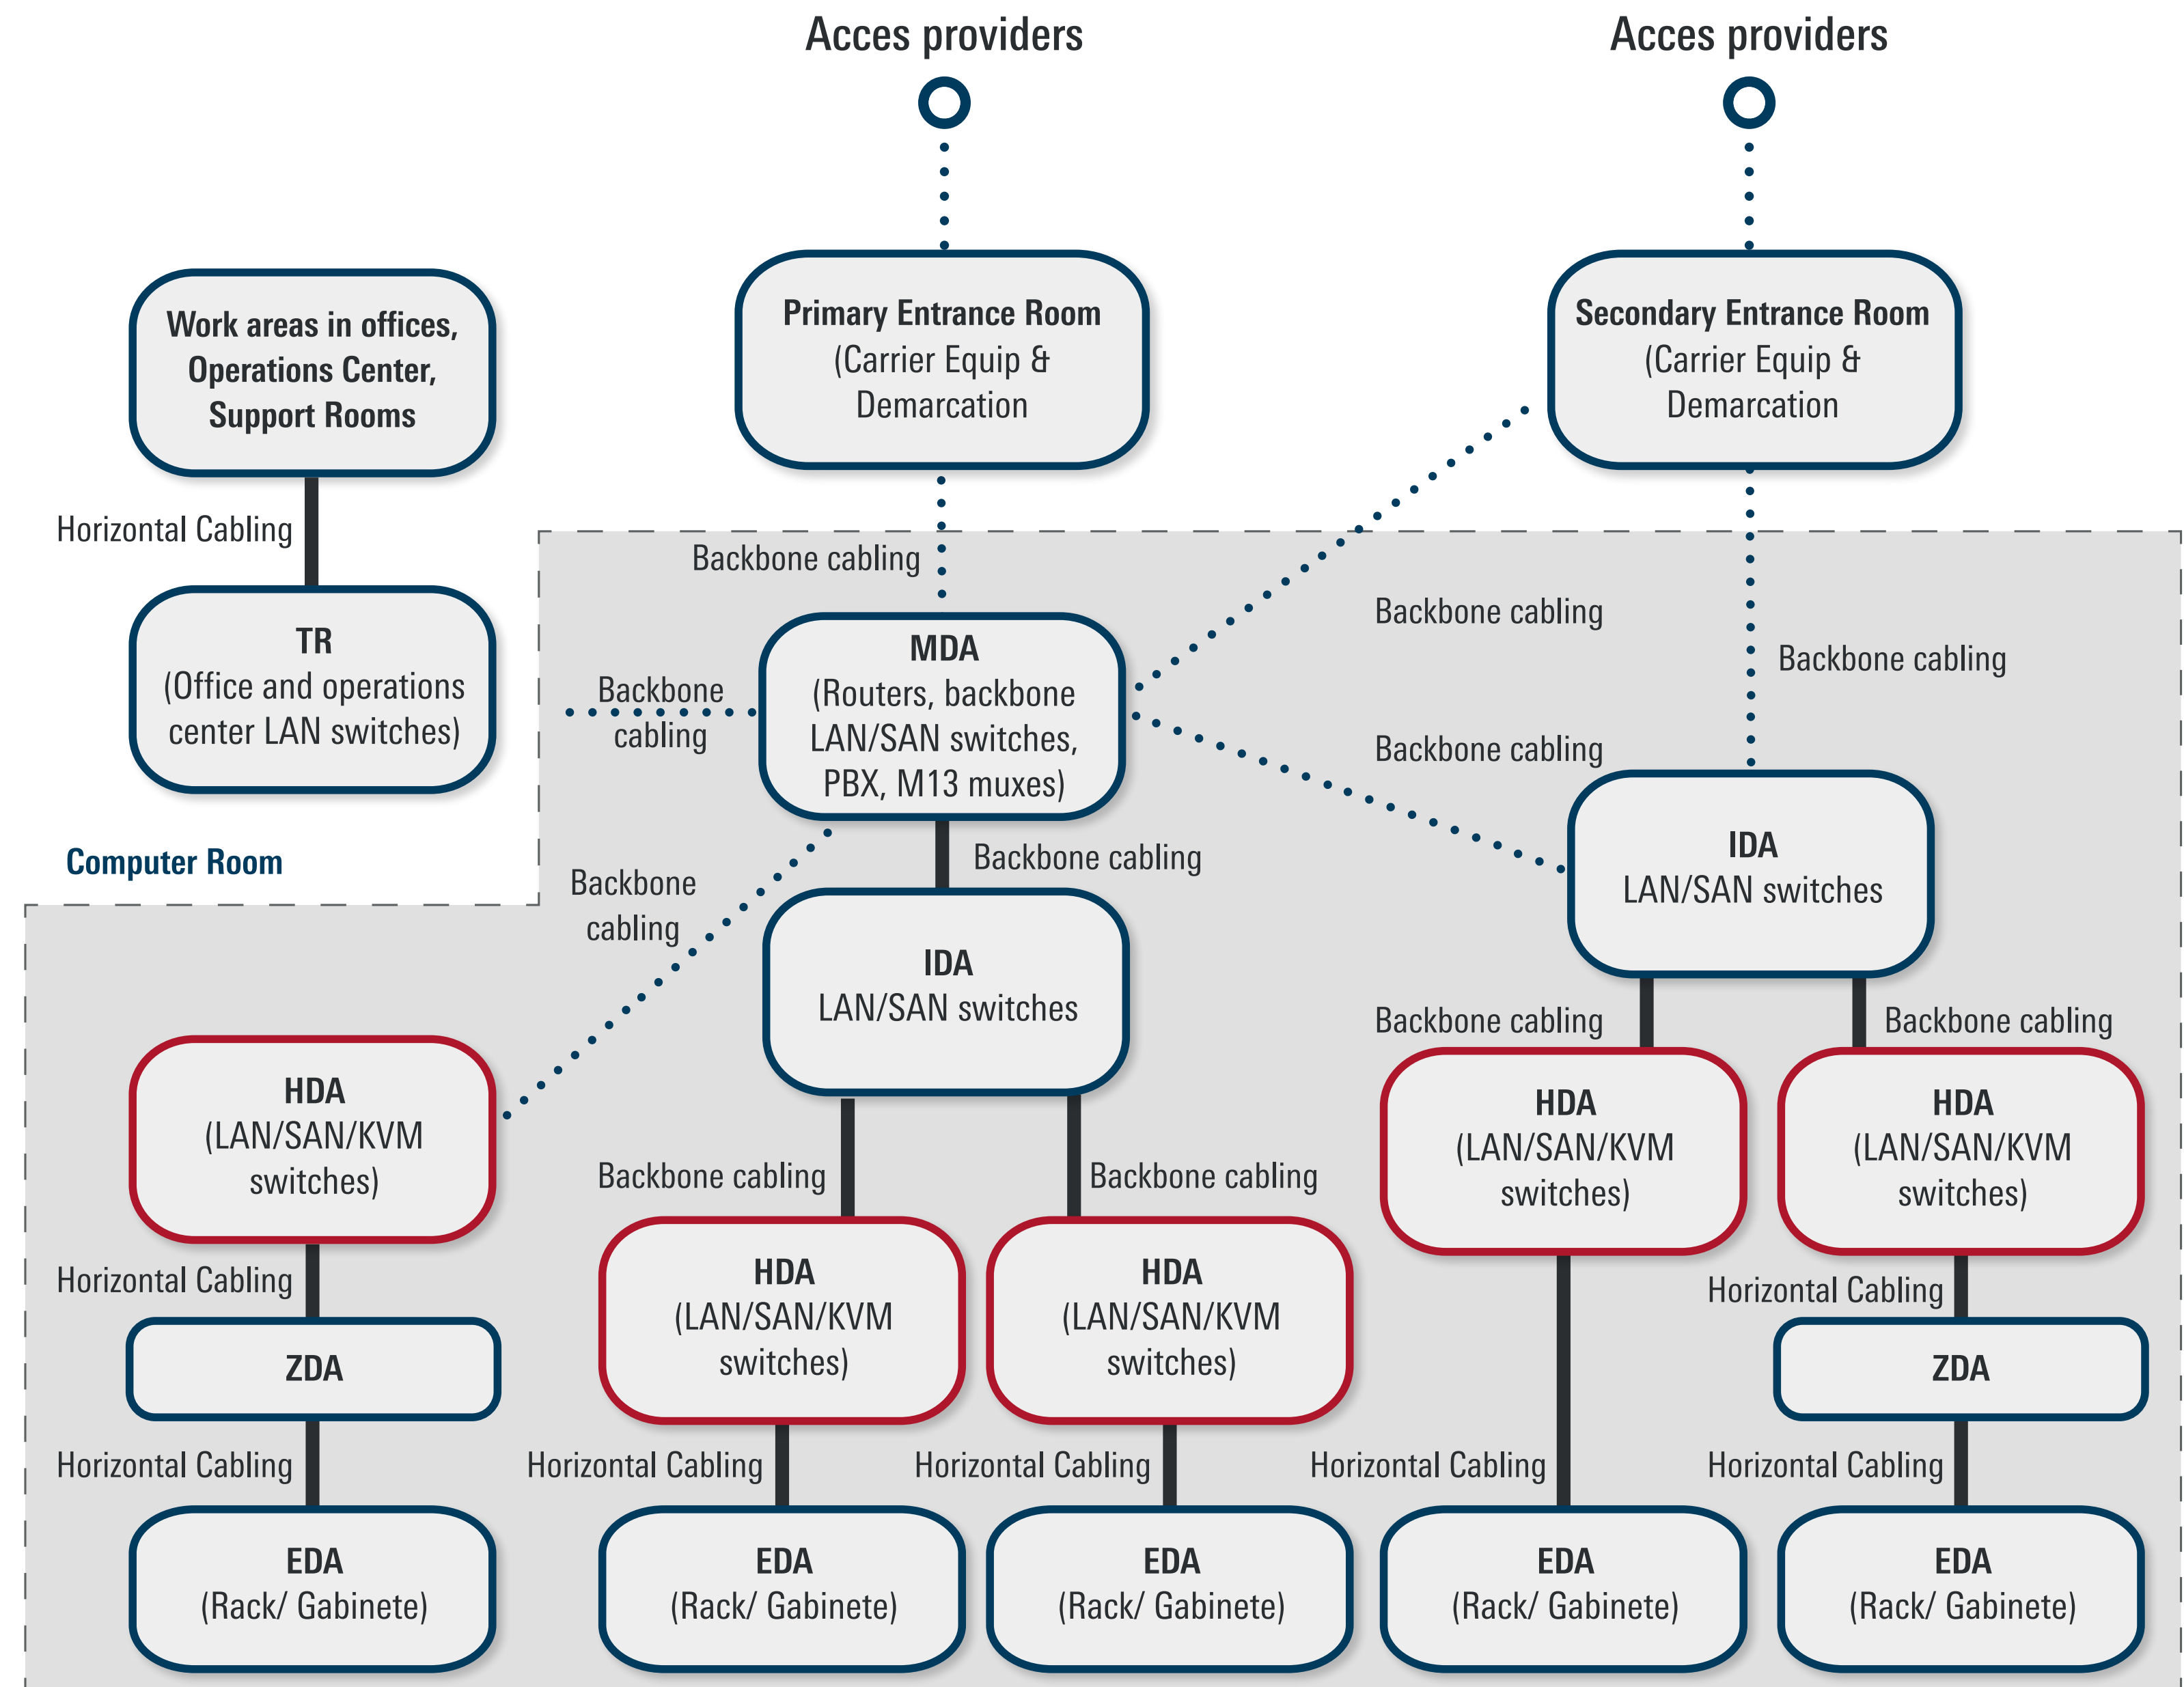 Acces providers
Acces providers
Work areas in offices,
Operations Center,
Support Rooms
Primary Entrance Room
(Carrier Equip &
Demarcation
Secondary Entrance Room
(Carrier Equip &
Demarcation
Horizontal Cabling
Backbone cabling
Backbone cabling
Backbone cabling
TR
(Office and operations
center LAN switches)
Backbone
cabling
MDA
(Routers, backbone
LAN/SAN switches,
PBX, M13 muxes)
Backbone cabling
Computer Room
Backbone
cabling
Backbone cabling
IDA
LAN/SAN switches
IDA
LAN/SAN switches
Backbone cabling
Backbone cabling
HDA
(LAN/SAN/KVM
switches)
Backbone cabling
Backbone cabling
HDA
(LAN/SAN/KVM
switches)
HDA
(LAN/SAN/KVM
switches)
Horizontal Cabling
HDA
(LAN/SAN/KVM
switches)
HDA
(LAN/SAN/KVM
switches)
Horizontal Cabling
ZDA
ZDA
Horizontal Cabling
Horizontal Cabling
Horizontal Cabling
Horizontal Cabling
Horizontal Cabling
EDA
(Rack/ Gabinete)
EDA
(Rack/ Gabinete)
EDA
(Rack/ Gabinete)
EDA
(Rack/ Gabinete)
EDA
(Rack/ Gabinete)